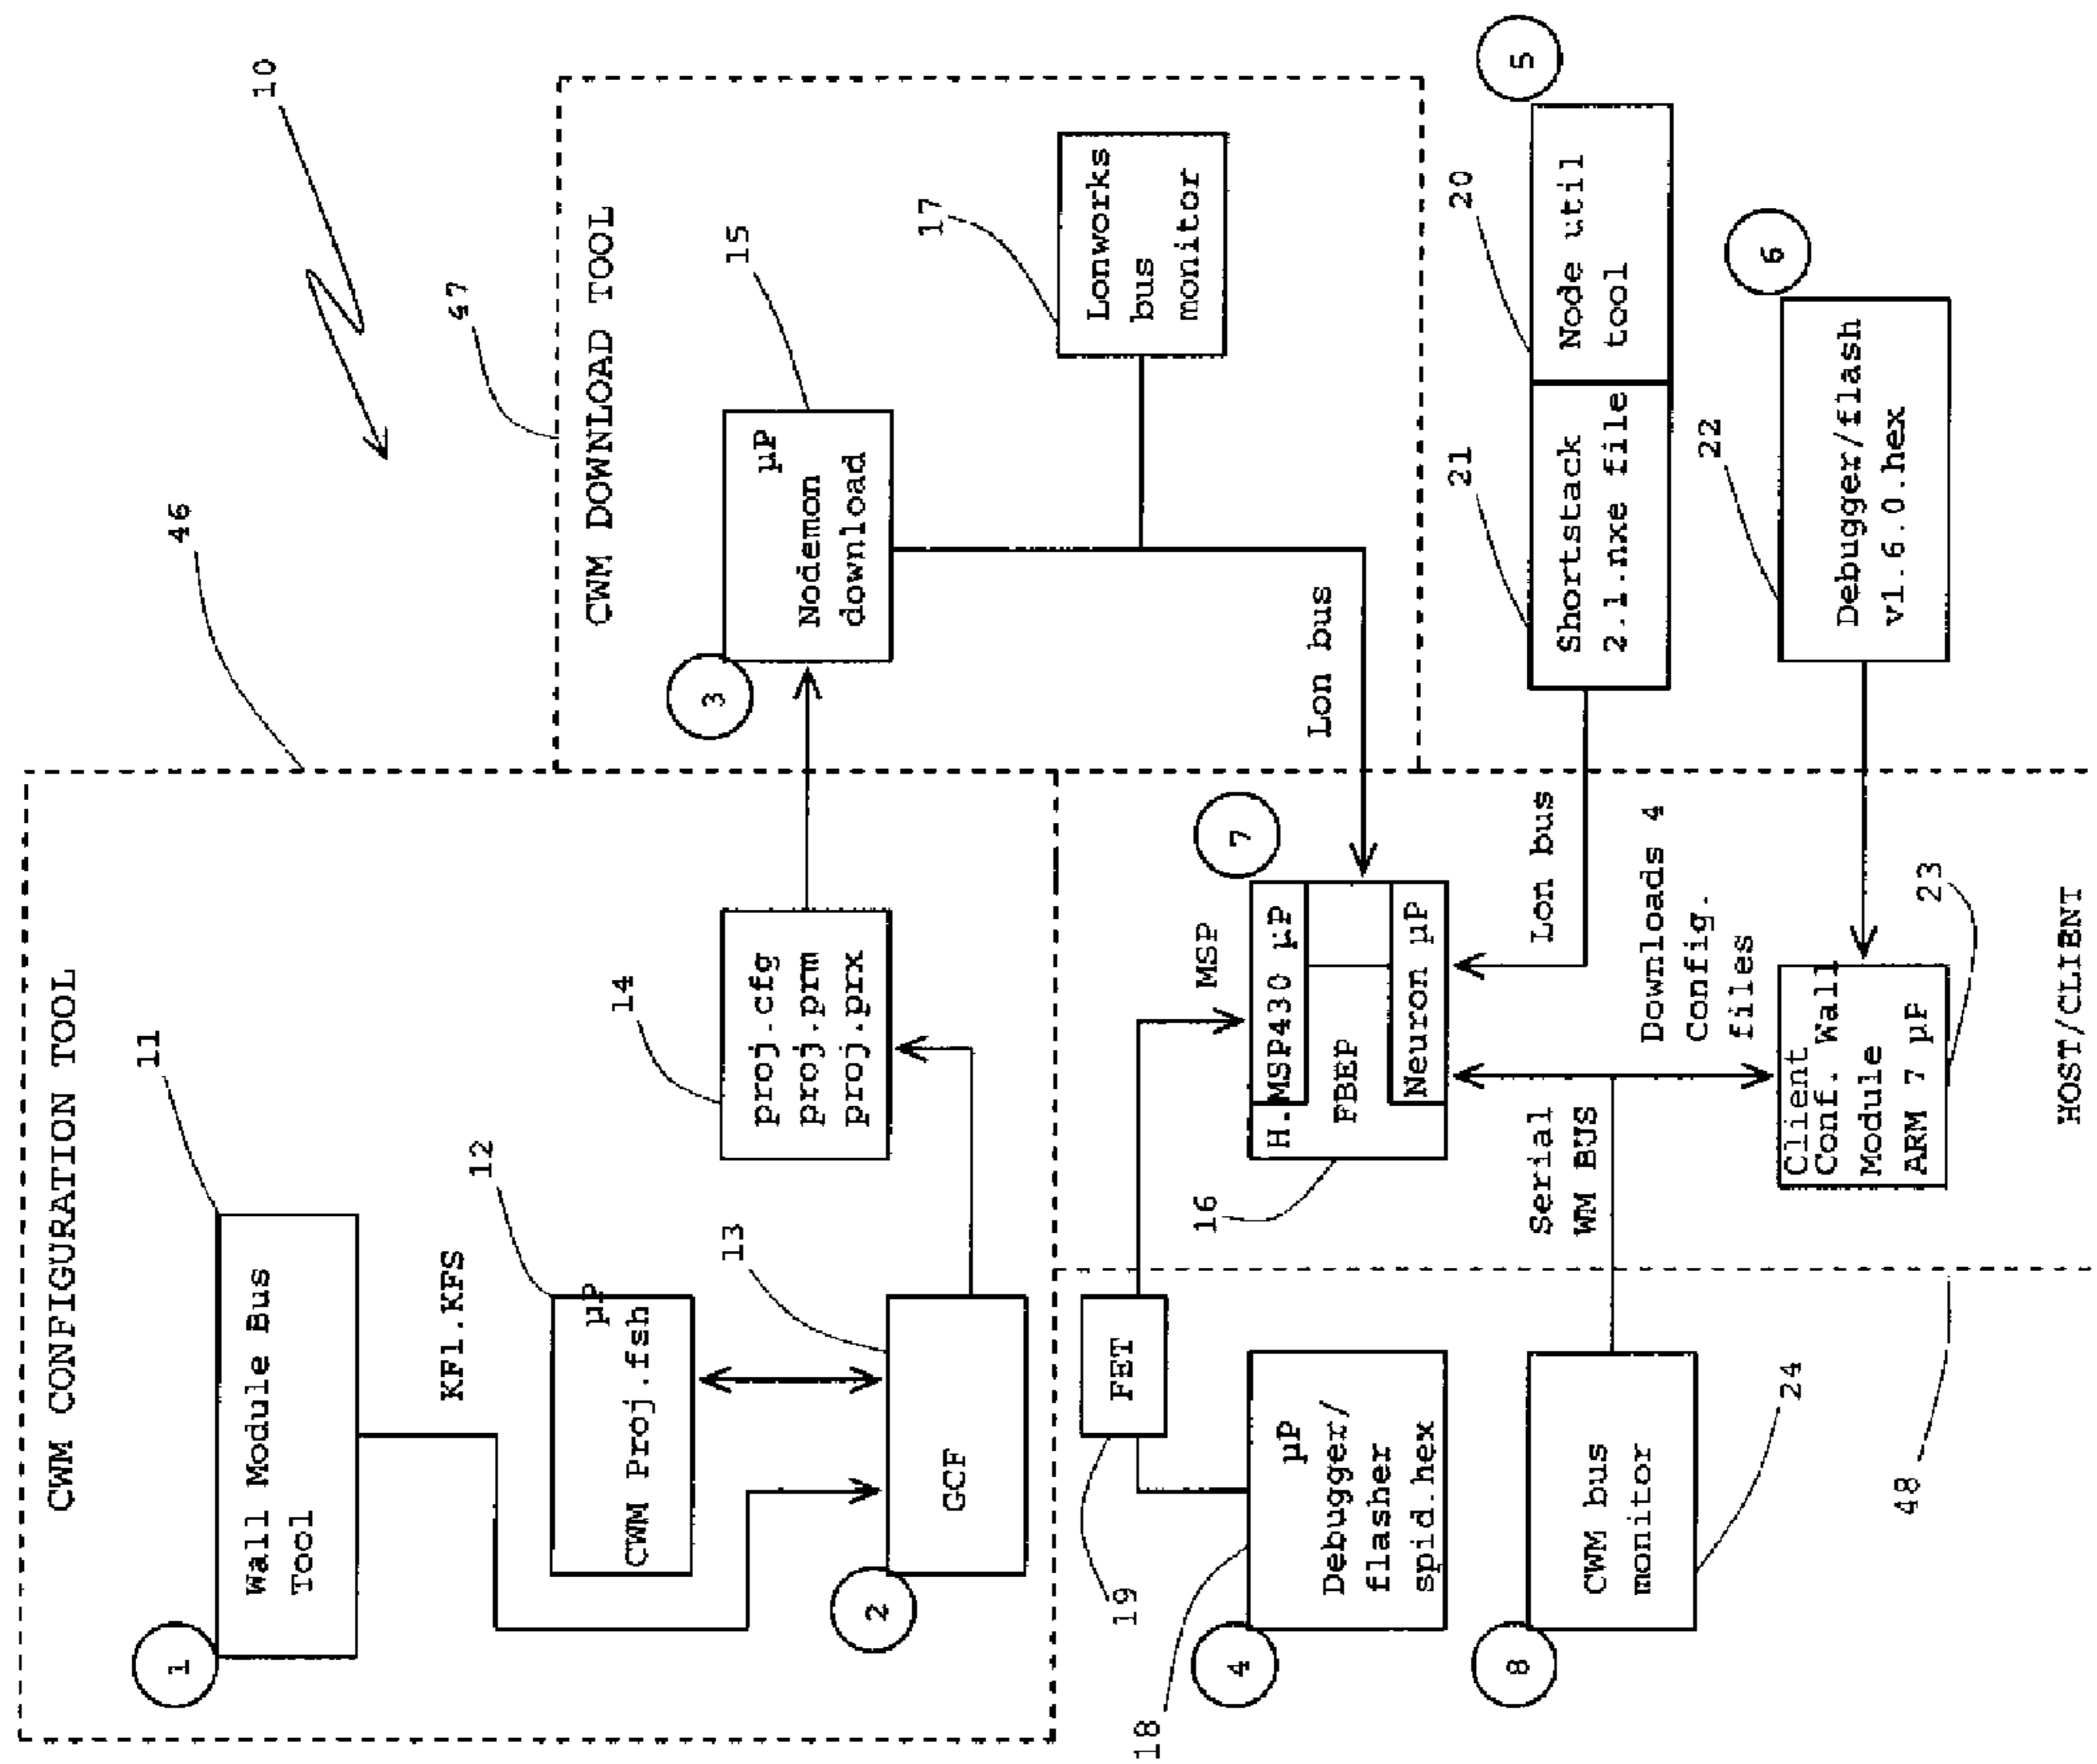 10
46
CWM CONFIGURATION TOOL
1
Wall Module Bus
Tool
11
KF1.KFS
12
µP
CWM Proj.fsh
13
2
GCF
14
proj.cfg
proj.prm
proj.prx
47
CWM DOWNLOAD TOOL
3
µP
Nodemon
download
15
17
Lonworks
bus
monitor
Lon bus
FET
19
MSP
4
18
µP
Debugger/
flasher
spid.hex
7
H.MSP430 µP
FBEP
Neuron µP
16
5
20
Node util
tool
21
Shortstack
2.1.nxe file
Lon bus
8
CWM bus
monitor
24
Serial
WM BUS
Downloads 4
Config.
files
6
22
Debugger/flash
v1.6.0.hex
Client
Conf. Wall
Module
ARM 7 µP
23
48
HOST/CLIENT